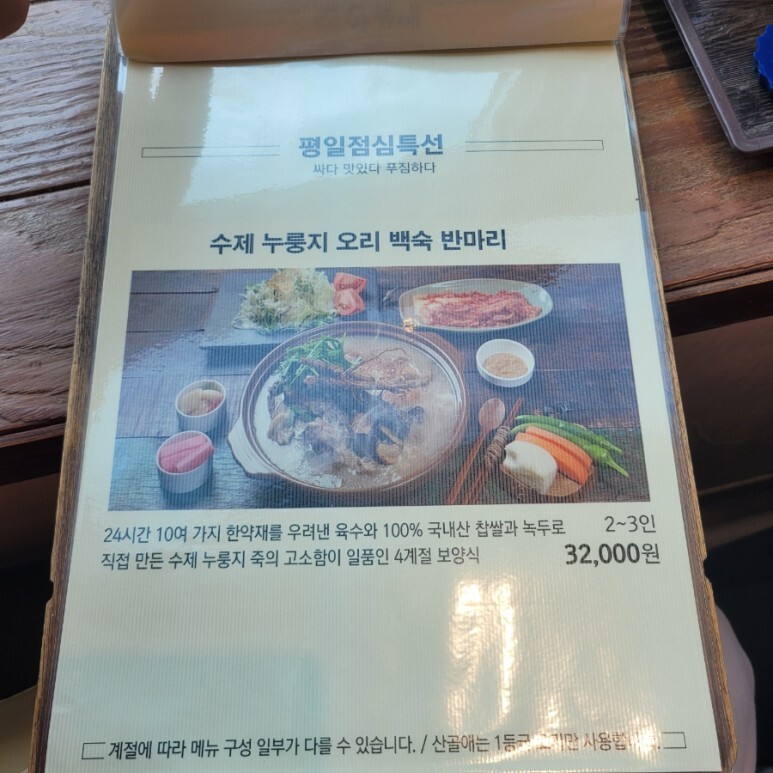 평일점심특선
싸다 맛있다 푸짐하다
수제 누룽지 오리 백숙 반마리
24시간 10여 가지 한약재를 우려낸 육수와 100% 국내산 찹쌀과 녹두로
직접 만든 수제 누룽지 죽의 고소함이 일품인 4계절 보양식
2~3인
32,000원
계절에 따라 메뉴 구성 일부가 다를 수 있습니다. / 산골애는 사용합니다.